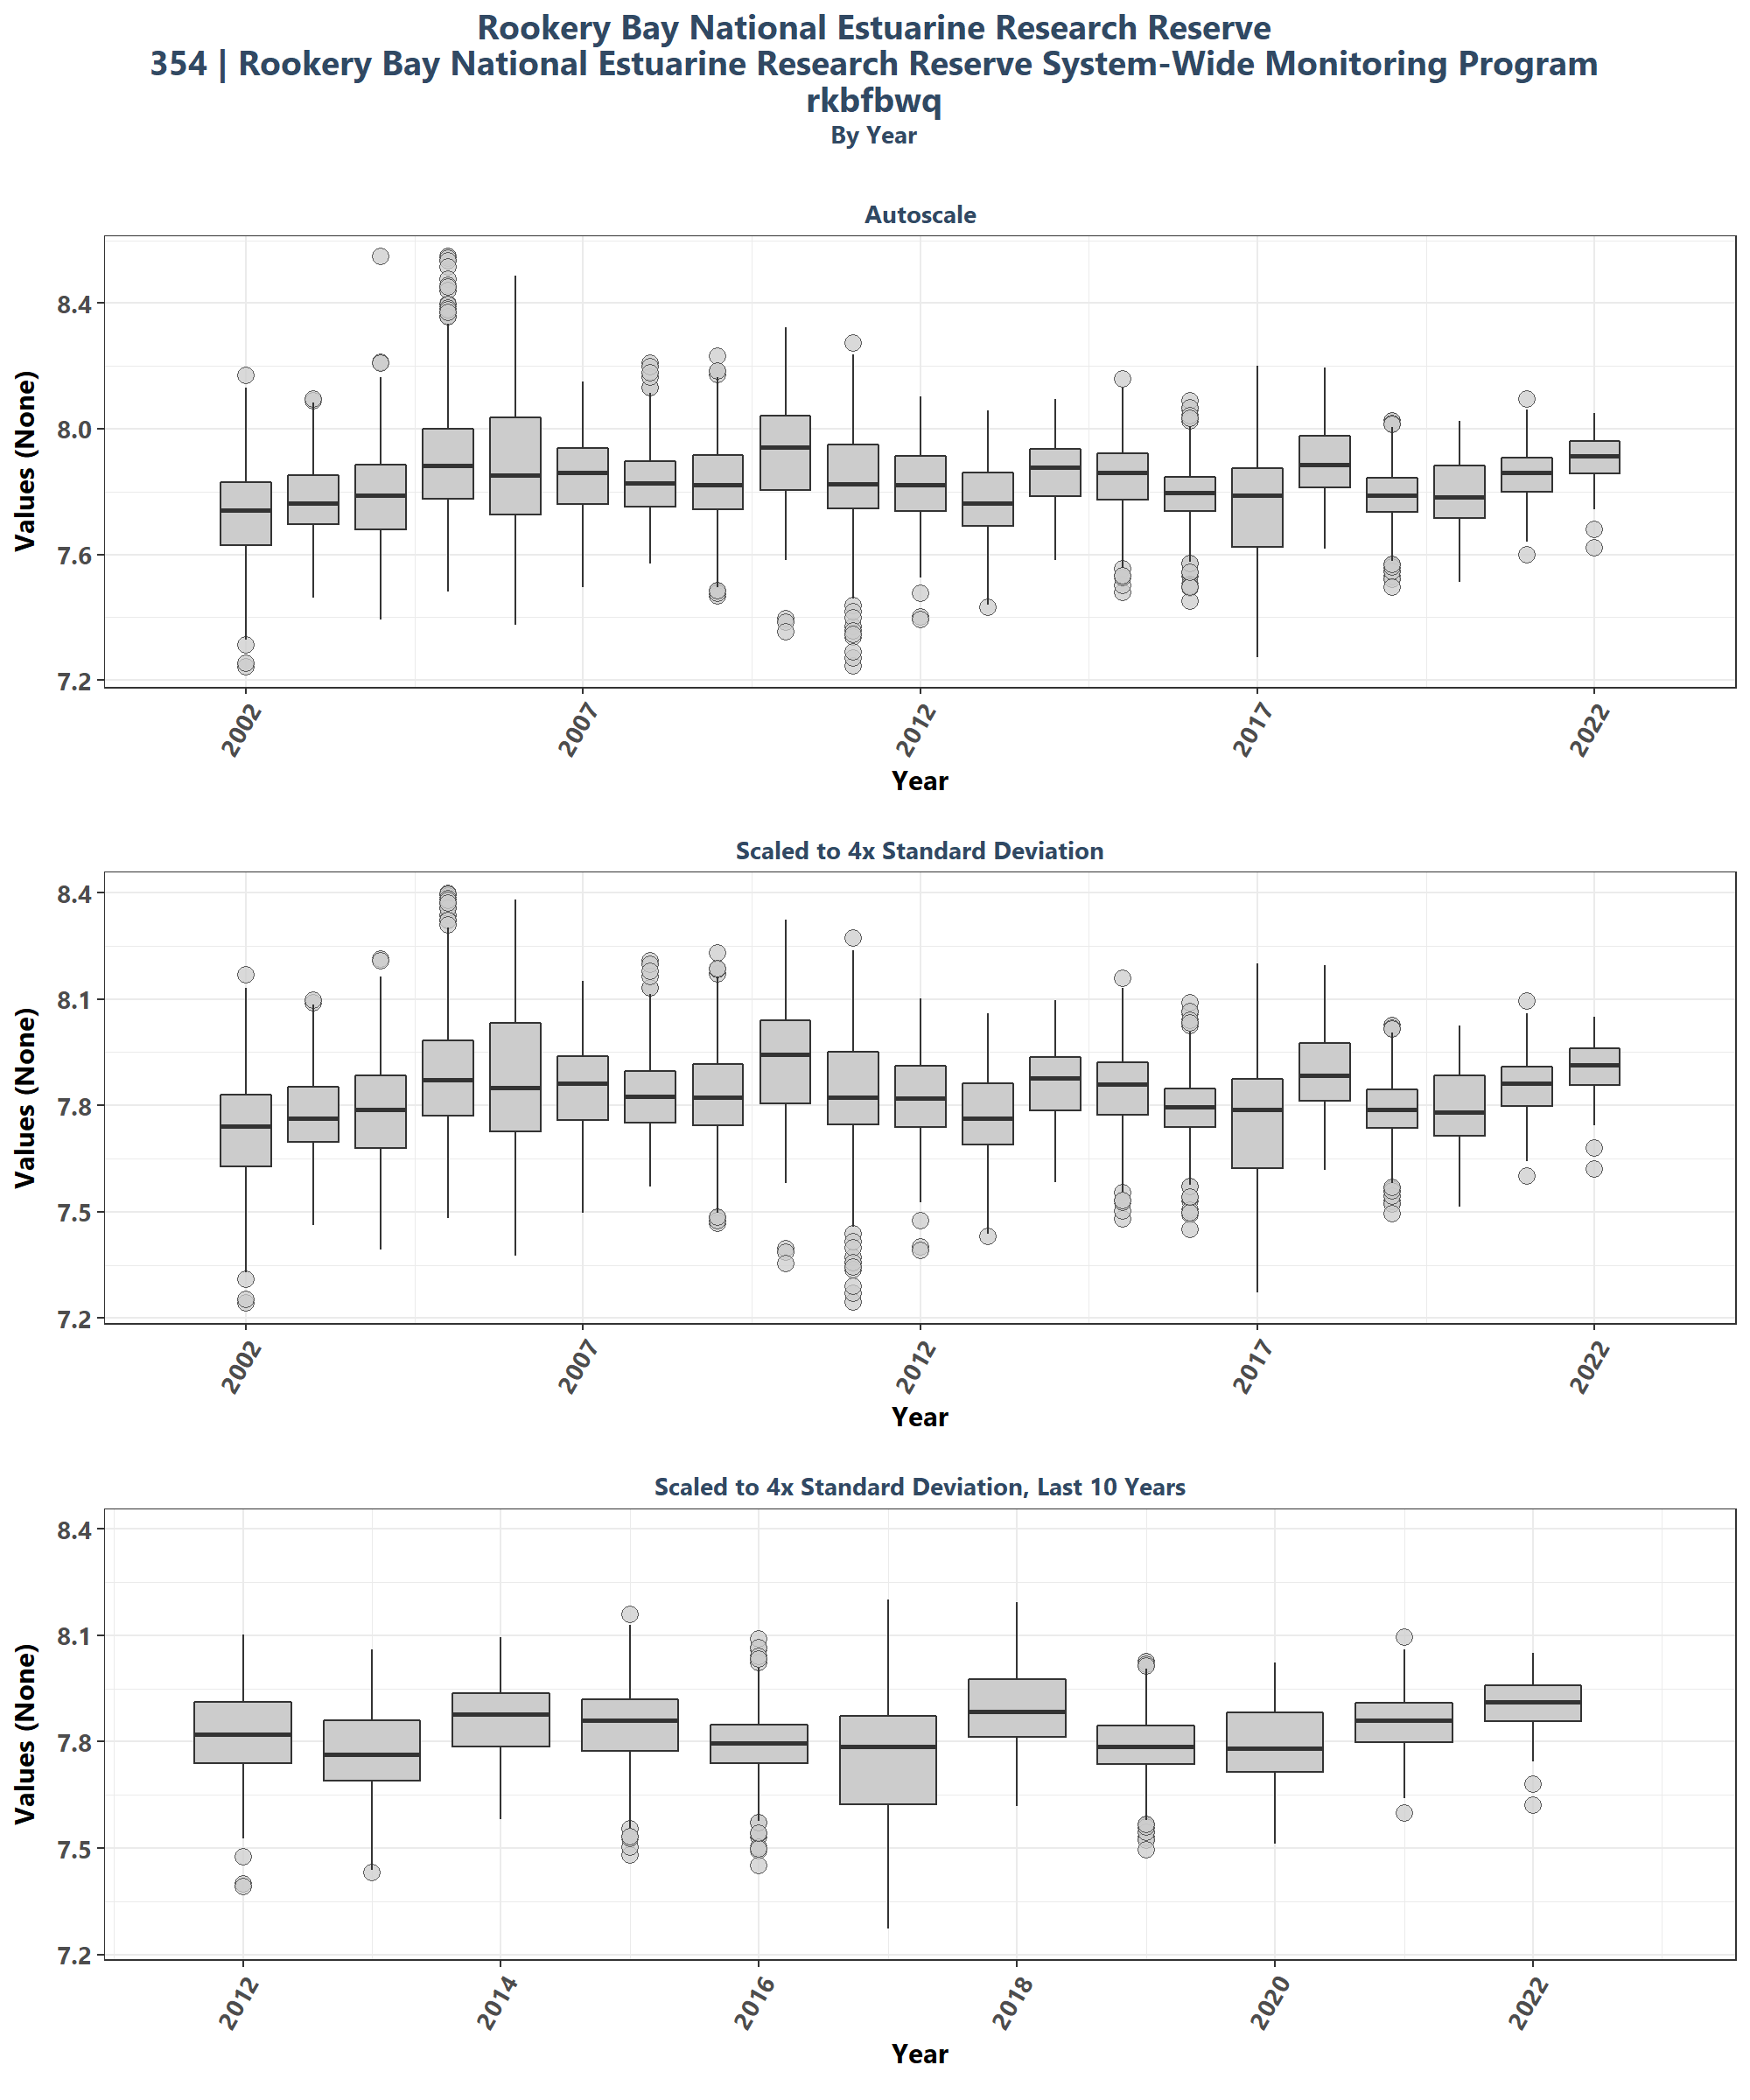 Rookery Bay National Estuarine Research Reserve
354 | Rookery Bay National Estuarine Research Reserve System-Wide Monitoring Program
rkbfbwq
By Year
Autoscale
Values (None)
8.4
8.0
7.6
7.2
2002
2007
2012
2017
2022
Year
Scaled to 4x Standard Deviation
Values (None)
8.4
8.1
7.8
7.5
7.2
2002
2007
2012
2017
2022
Year
Scaled to 4x Standard Deviation, Last 10 Years
Values (None)
8.4
8.1
7.8
7.5
7.2
2012
2014
2016
2018
2020
2022
Year